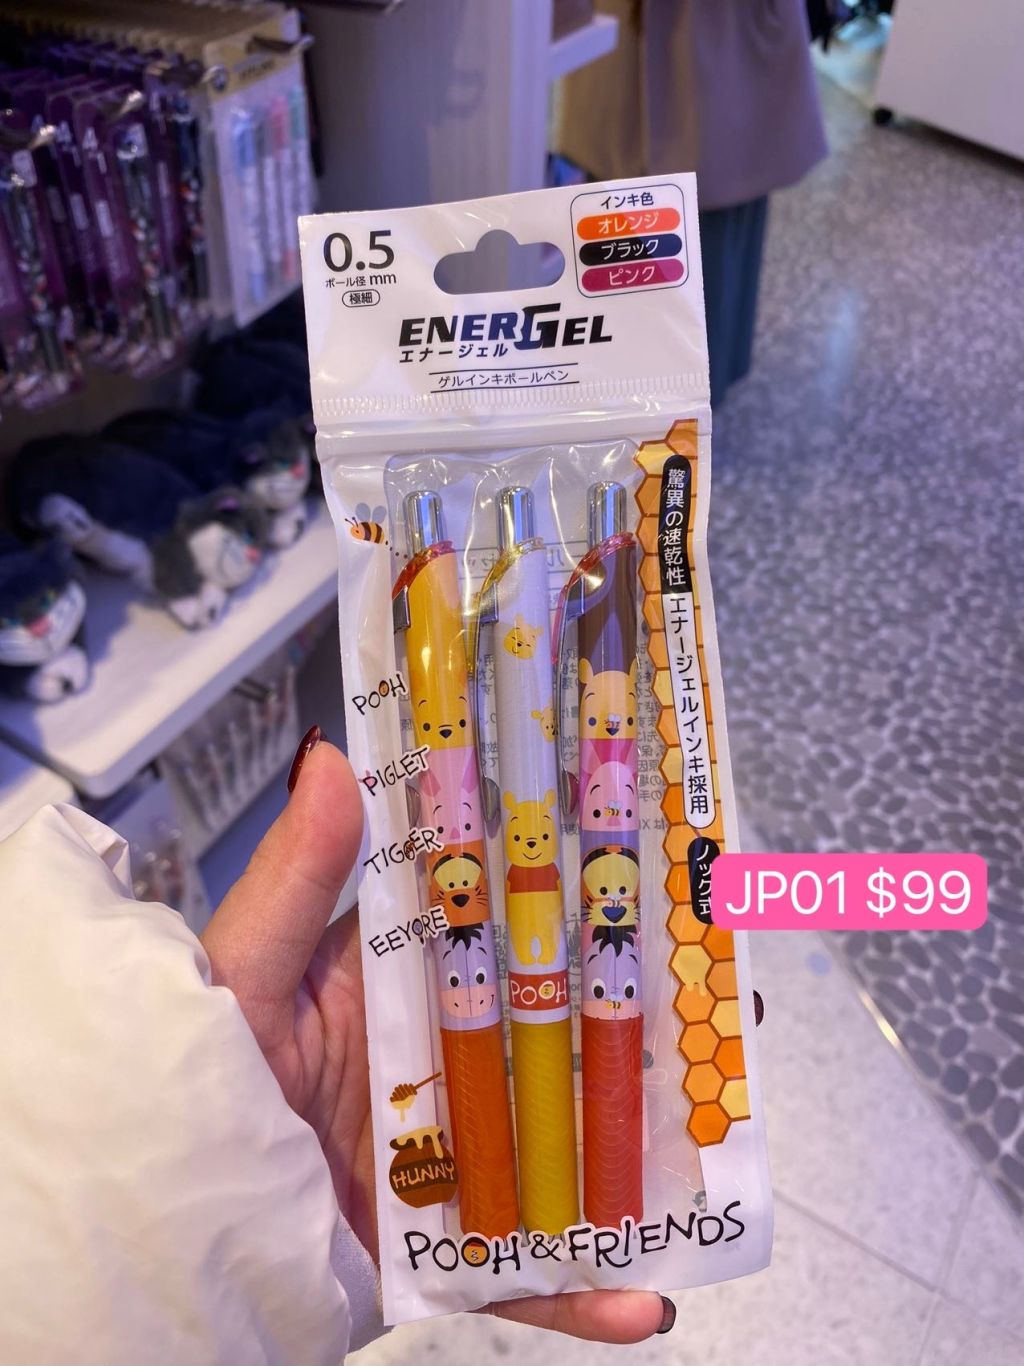 0.5
ボール径 mm
極細
インキ色
オレンジ
ブラック
ピンク
ENERGEL
エナージェル
ゲルインキボールペン
驚異の速乾性 エナージェルインキ採用
ノック式
POOH
PIGLET
TIGGER
EEYORE
POOH
HUNNY
POOH & FRIENDS
JP01 $99